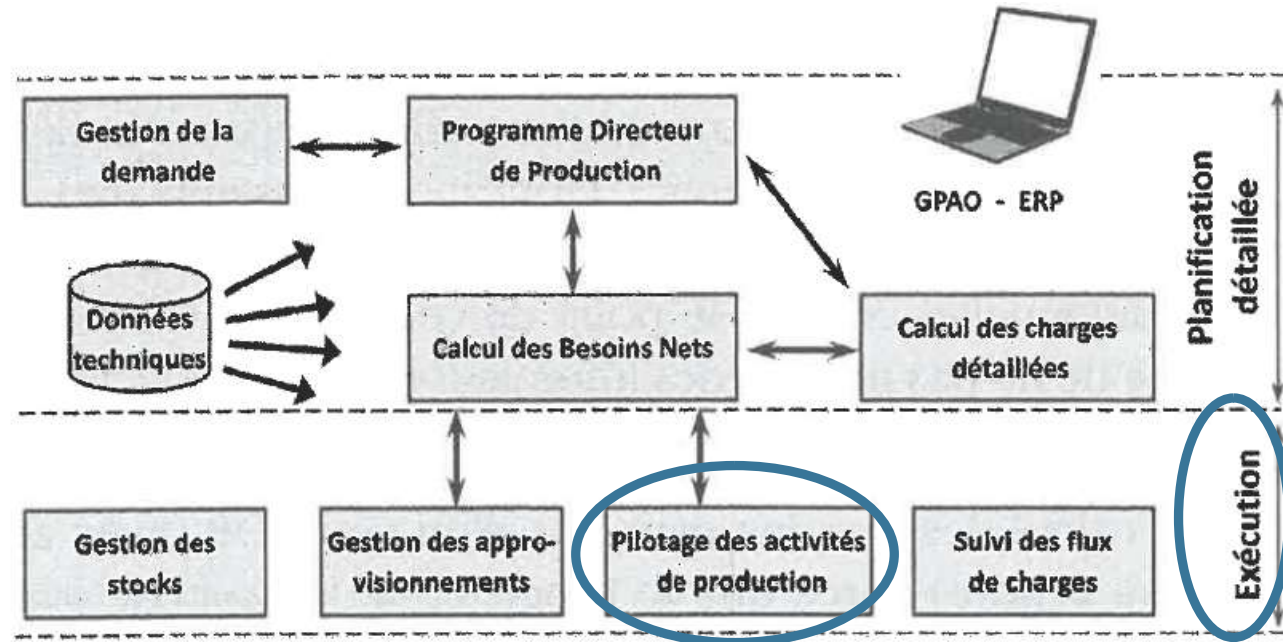 Gestion de la
demande
Programme Directeur
de Production
GPAO - ERP
Planification
détaillée
Données
techniques
Calcul des Besoins Nets
Calcul des charges
détaillées
Gestion des
stocks
Gestion des appro-
visionnements
Pilotage des activités
de production
Suivi des flux
de charges
Exécution